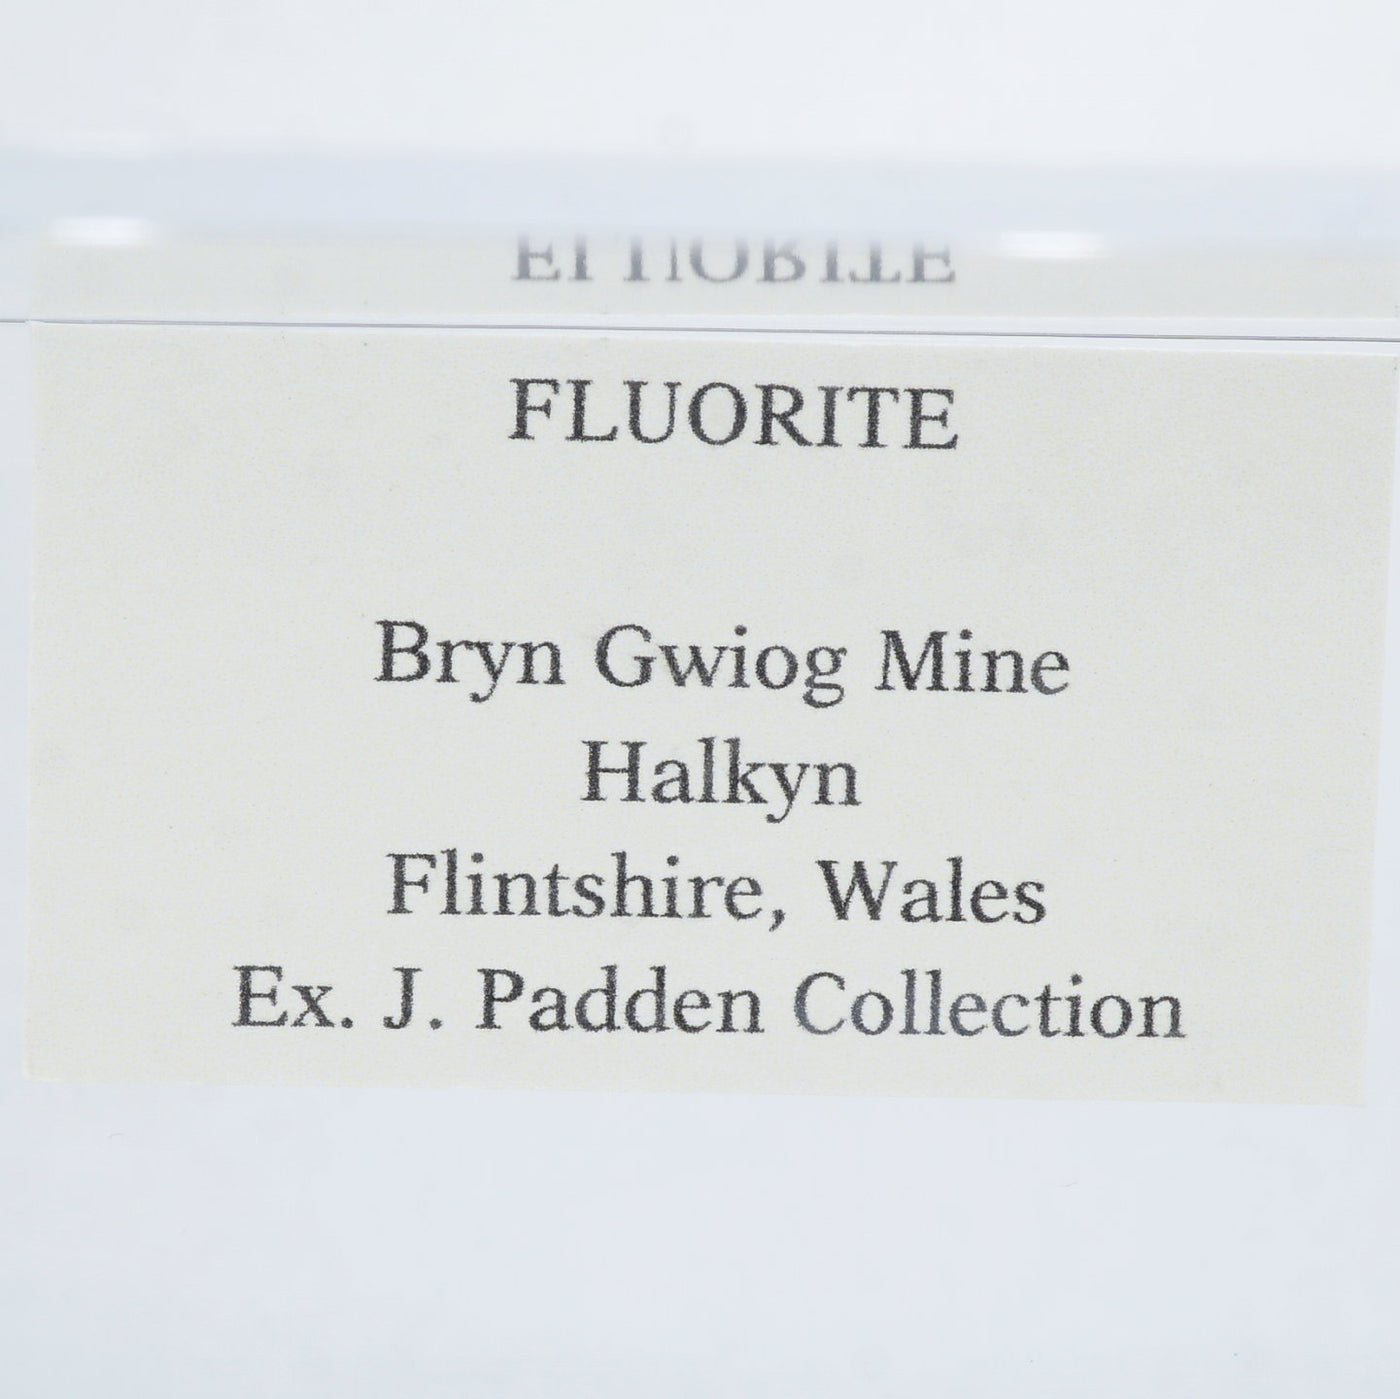 FLUORITE
Bryn Gwiog Mine
Halkyn
Flintshire, Wales
Ex. J. Padden Collection